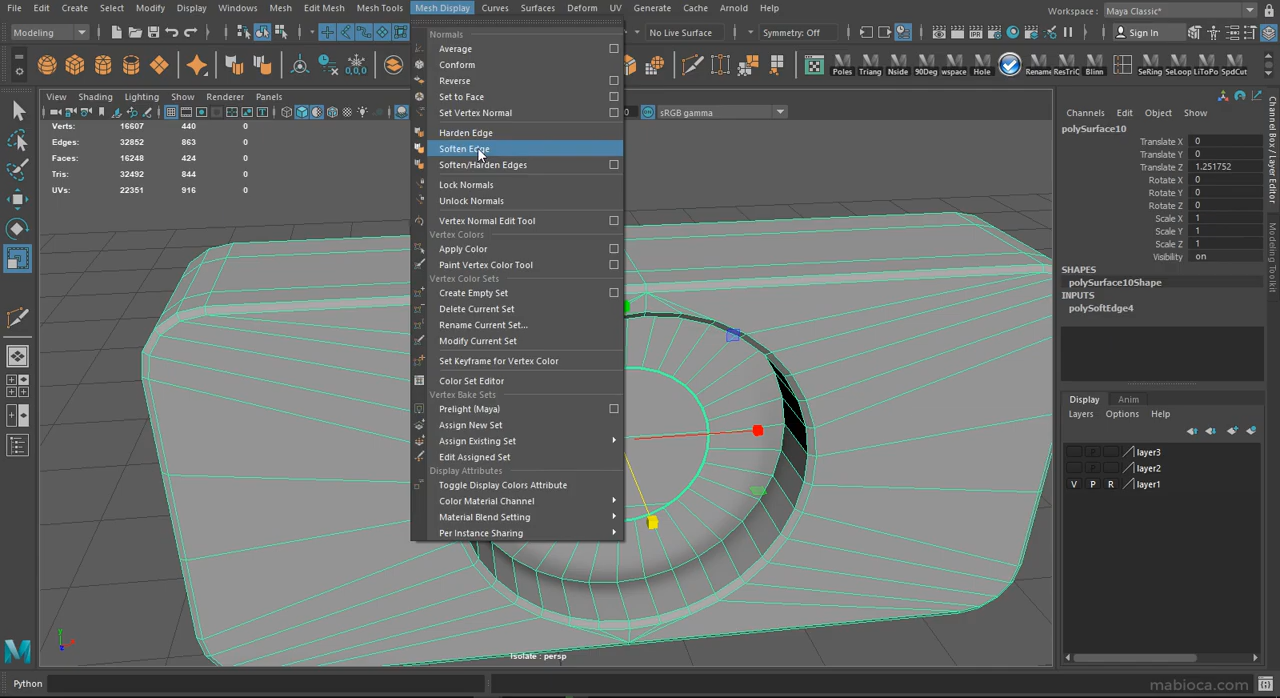 File Edit Create Select Modify Display Windows Mesh Edit Mesh Mesh Tools Mesh Display Curves Surfaces Deform UV Generate Cache Arnold Help
Workspace : Maya Classic*
Modeling
No Live Surface
Symmetry: Off
Sign In
Poles Triang Nside 90Deg wspace Hole Renam ResTriC Blinn SeRing SeLoop LiToPo SpdCut
View Shading Lighting Show Renderer Panels
0 sRGB gamma
Verts: 16607 440 0
Edges: 32852 863 0
Faces: 16248 424 0
Tris: 32492 844 0
UVs: 22351 916 0
Normals
Average
Conform
Reverse
Set to Face
Set Vertex Normal
Harden Edge
Soften Edge
Soften/Harden Edges
Lock Normals
Unlock Normals
Vertex Normal Edit Tool
Vertex Colors
Apply Color
Paint Vertex Color Tool
Vertex Color Sets
Create Empty Set
Delete Current Set
Rename Current Set...
Modify Current Set
Set Keyframe for Vertex Color
Color Set Editor
Vertex Bake Sets
Prelight (Maya)
Assign New Set
Assign Existing Set
Edit Assigned Set
Display Attributes
Toggle Display Colors Attribute
Color Material Channel
Material Blend Setting
Per Instance Sharing
Isolate : persp
Channels Edit Object Show
polySurface10
Translate X 0
Translate Y 0
Translate Z 1.251752
Rotate X 0
Rotate Y 0
Rotate Z 0
Scale X 1
Scale Y 1
Scale Z 1
Visibility on
SHAPES
polySurface10Shape
INPUTS
polySoftEdge4
Display Anim
Layers Options Help
layer3
layer2
V P R layer1
Channel Box / Layer Editor
Modeling Toolkit
Python
mabioca.com